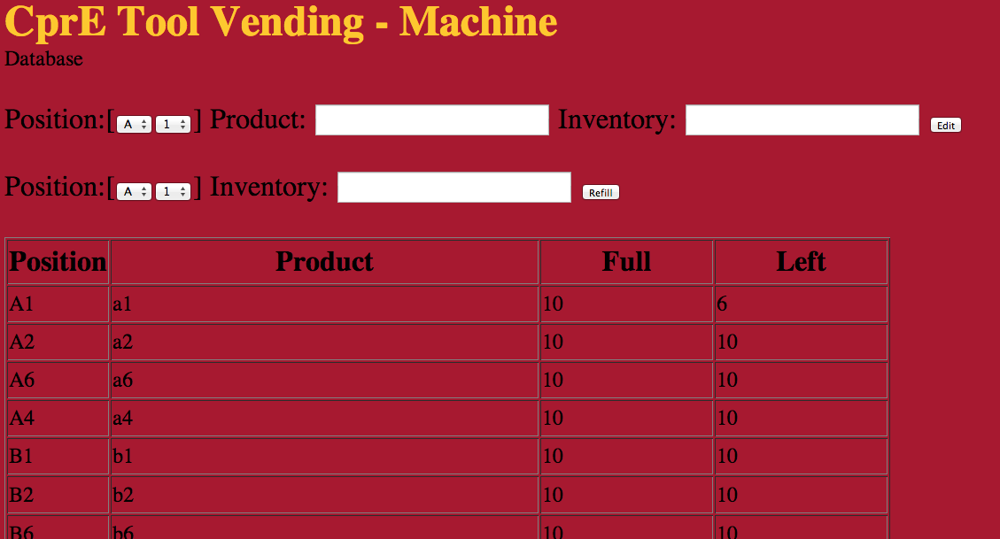 CprE Tool Vending - Machine
Database
Position:[ A 1 ] Product: Inventory: Edit
Position:[ A 1 ] Inventory: Refill
Position Product Full Left
A1 a1 10 6
A2 a2 10 10
A6 a6 10 10
A4 a4 10 10
B1 b1 10 10
B2 b2 10 10
B6 b6 10 10